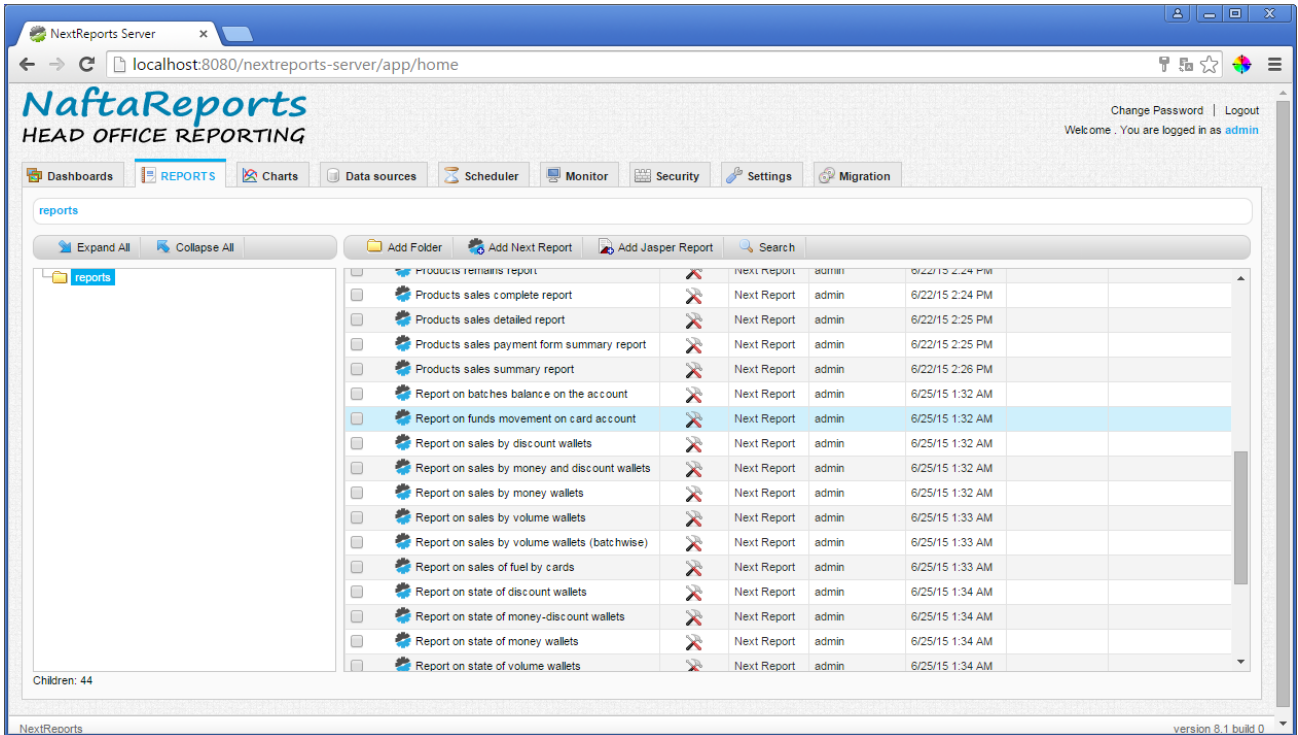 NextReports Server
localhost:8080/nextreports-server/app/home
NaftaReports
HEAD OFFICE REPORTING
Change Password | Logout
Welcome . You are logged in as admin
Dashboards REPORTS Charts Data sources Scheduler Monitor Security Settings Migration
reports
Expand All Collapse All Add Folder Add Next Report Add Jasper Report Search
reports
Products remains report Next Report admin 6/22/15 2:24 PM
Products sales complete report Next Report admin 6/22/15 2:24 PM
Products sales detailed report Next Report admin 6/22/15 2:25 PM
Products sales payment form summary report Next Report admin 6/22/15 2:25 PM
Products sales summary report Next Report admin 6/22/15 2:26 PM
Report on batches balance on the account Next Report admin 6/25/15 1:32 AM
Report on funds movement on card account Next Report admin 6/25/15 1:32 AM
Report on sales by discount wallets Next Report admin 6/25/15 1:32 AM
Report on sales by money and discount wallets Next Report admin 6/25/15 1:32 AM
Report on sales by money wallets Next Report admin 6/25/15 1:32 AM
Report on sales by volume wallets Next Report admin 6/25/15 1:33 AM
Report on sales by volume wallets (batchwise) Next Report admin 6/25/15 1:33 AM
Report on sales of fuel by cards Next Report admin 6/25/15 1:33 AM
Report on state of discount wallets Next Report admin 6/25/15 1:34 AM
Report on state of money-discount wallets Next Report admin 6/25/15 1:34 AM
Report on state of money wallets Next Report admin 6/25/15 1:34 AM
Report on state of volume wallets Next Report admin 6/25/15 1:34 AM
Children: 44
NextReports version 8.1 build 0